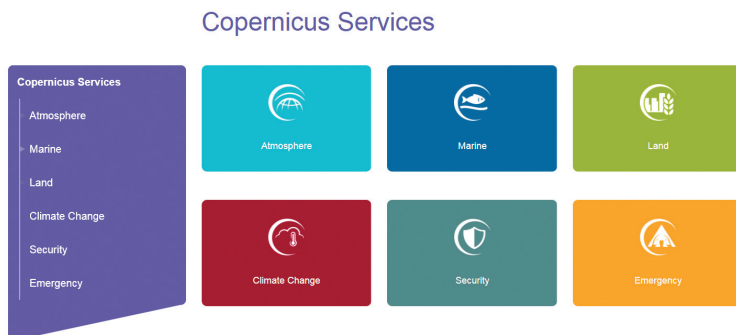 Copernicus Services
Copernicus Services
Atmosphere
Marine
Land
Climate Change
Security
Emergency
Atmosphere
Marine
Land
Climate Change
Security
Emergency